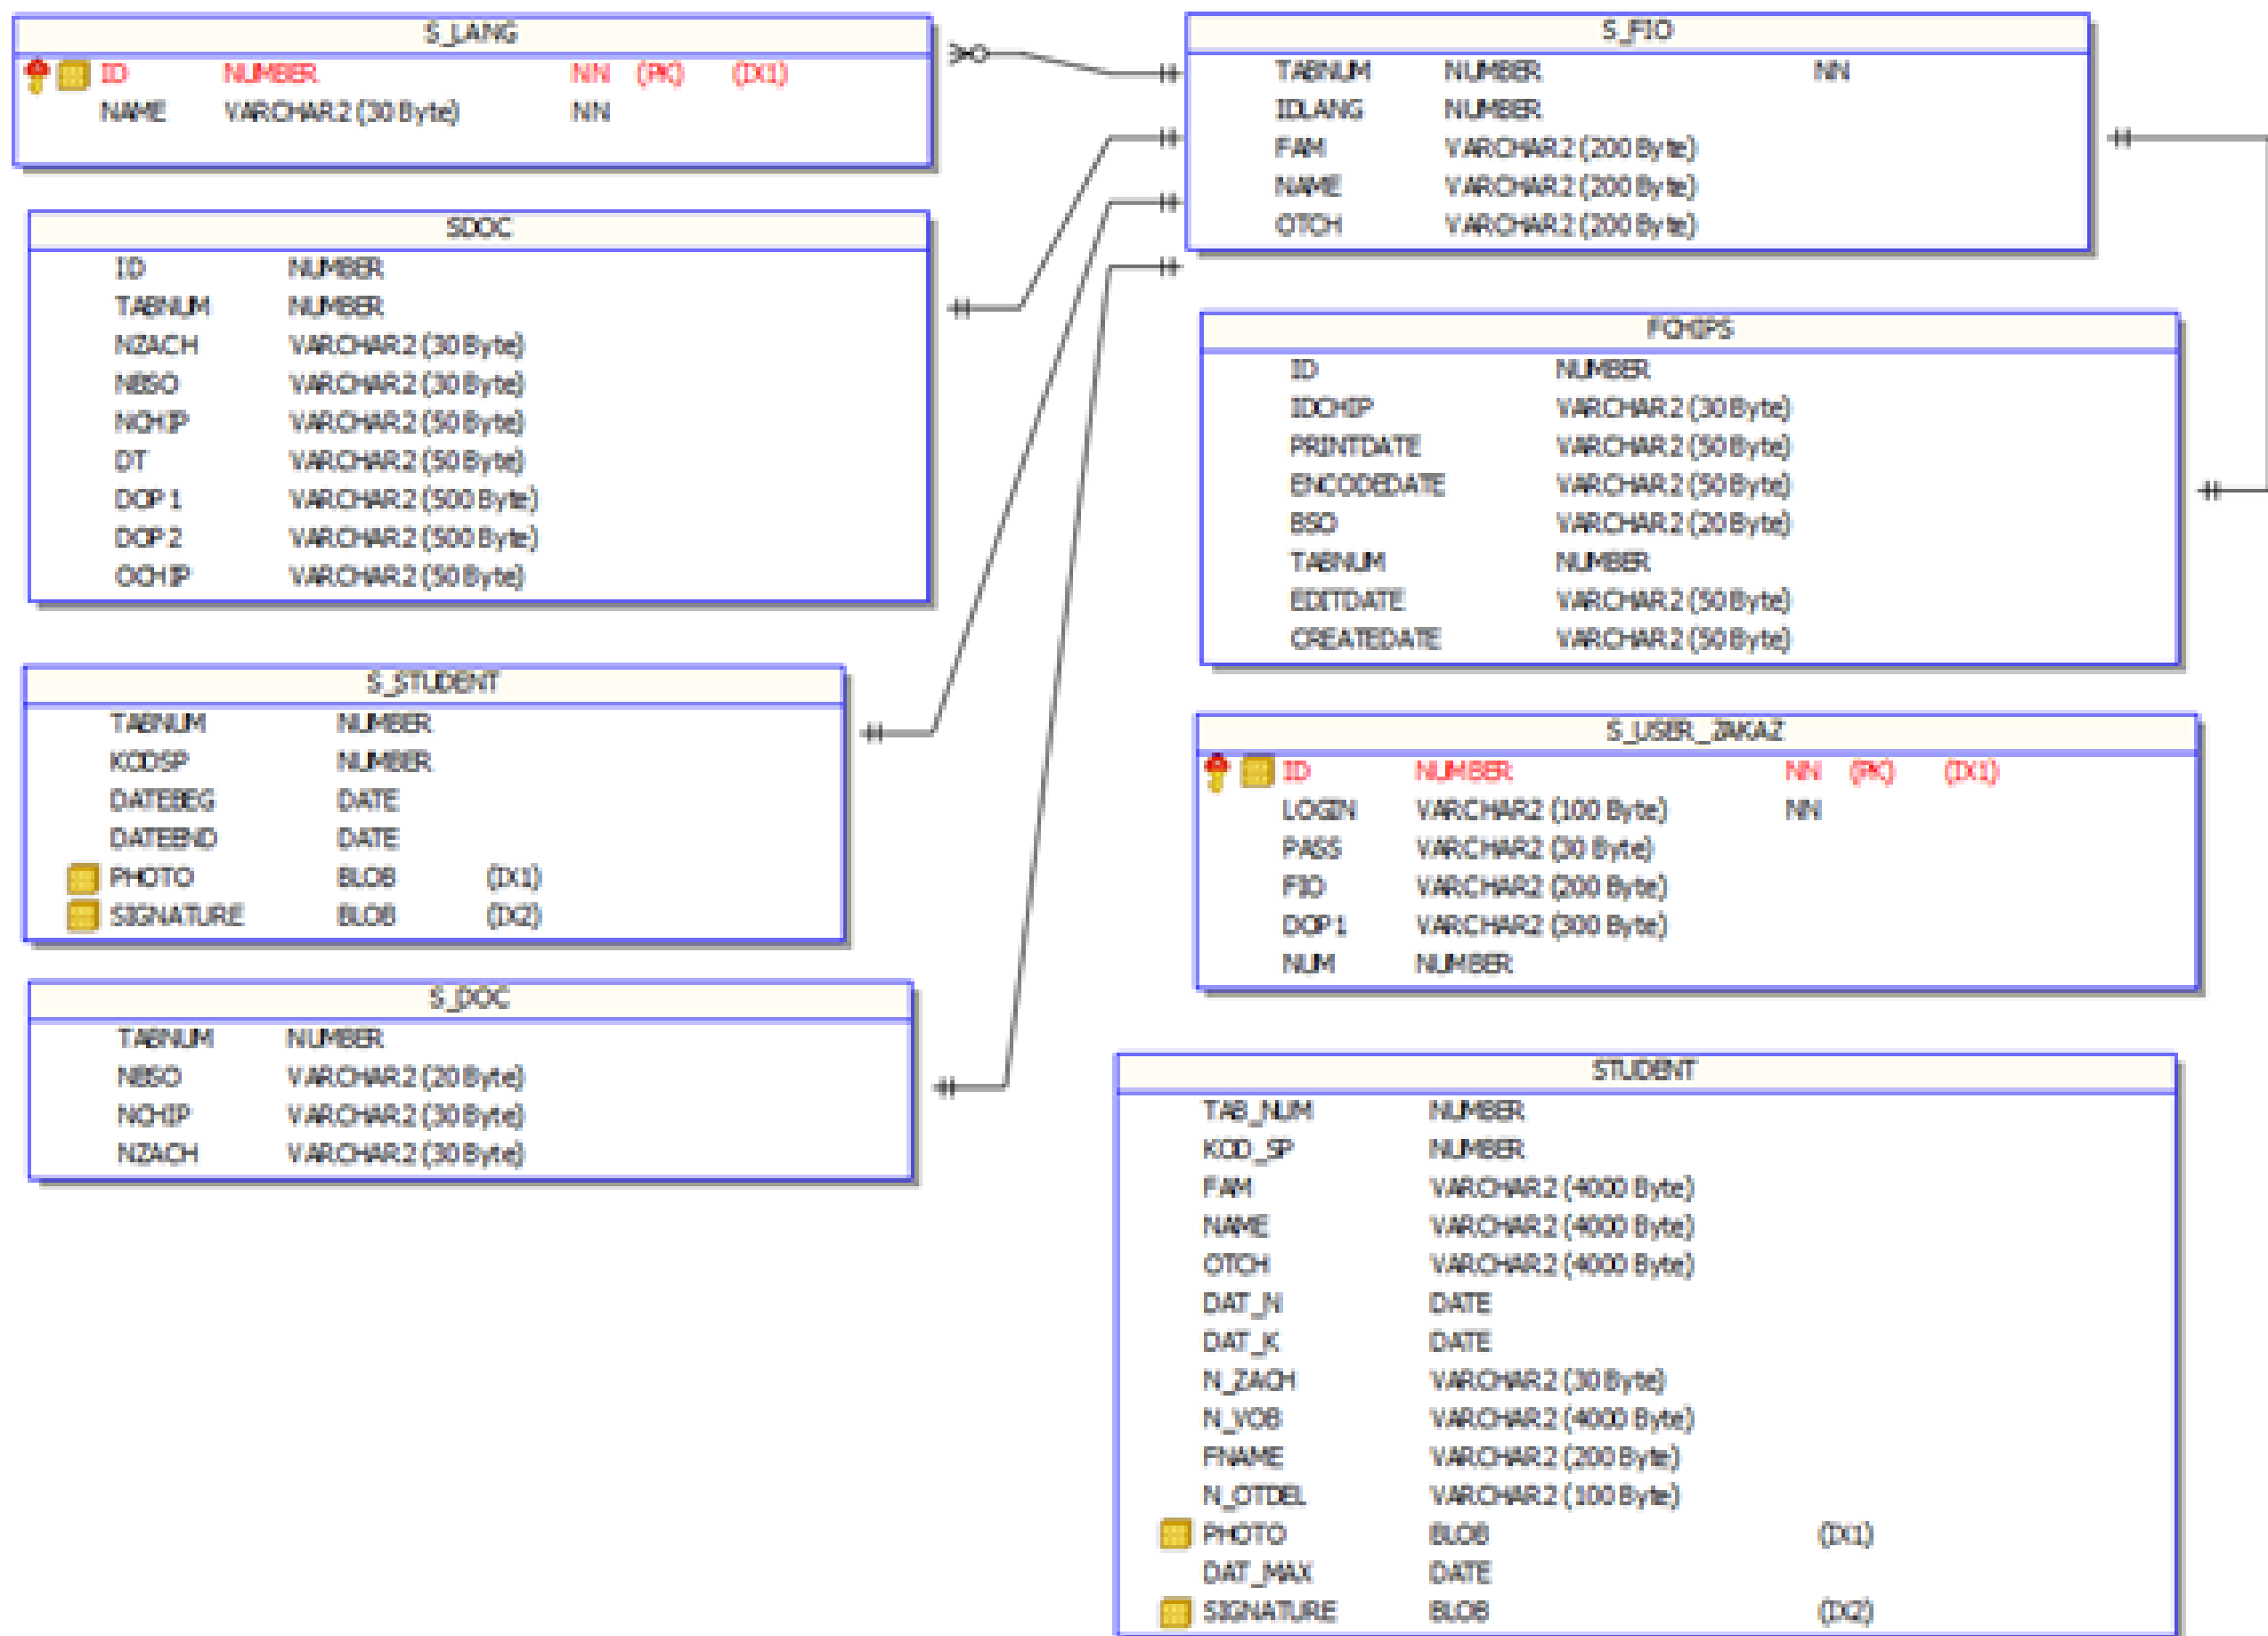 S_LANG
ID NUMBER NN (PK) (IX1)
NAME VARCHAR2 (30 Byte) NN
S_FIO
TABNUM NUMBER NN
IDLANG NUMBER
FAM VARCHAR2 (200 Byte)
NAME VARCHAR2 (200 Byte)
OTCH VARCHAR2 (200 Byte)
SDOC
ID NUMBER
TABNUM NUMBER
NZACH VARCHAR2 (30 Byte)
NBSO VARCHAR2 (30 Byte)
NCHIP VARCHAR2 (50 Byte)
DT VARCHAR2 (50 Byte)
DOP1 VARCHAR2 (500 Byte)
DOP2 VARCHAR2 (500 Byte)
OCHIP VARCHAR2 (50 Byte)
FCHIPS
ID NUMBER
IDCHIP VARCHAR2 (30 Byte)
PRINTDATE VARCHAR2 (50 Byte)
ENCODEDATE VARCHAR2 (50 Byte)
BSO VARCHAR2 (20 Byte)
TABNUM NUMBER
EDITDATE VARCHAR2 (50 Byte)
CREATEDATE VARCHAR2 (50 Byte)
S_STUDENT
TABNUM NUMBER
KODSP NUMBER
DATEBEG DATE
DATEEND DATE
PHOTO BLOB (IX1)
SIGNATURE BLOB (IX2)
S_USER_ZAKAZ
ID NUMBER NN (PK) (IX1)
LOGIN VARCHAR2 (100 Byte) NN
PASS VARCHAR2 (30 Byte)
FIO VARCHAR2 (200 Byte)
DOP1 VARCHAR2 (300 Byte)
NUM NUMBER
S_DOC
TABNUM NUMBER
NBSO VARCHAR2 (20 Byte)
NCHIP VARCHAR2 (30 Byte)
NZACH VARCHAR2 (30 Byte)
STUDENT
TAB_NUM NUMBER
KOD_SP NUMBER
FAM VARCHAR2 (4000 Byte)
NAME VARCHAR2 (4000 Byte)
OTCH VARCHAR2 (4000 Byte)
DAT_N DATE
DAT_K DATE
N_ZACH VARCHAR2 (30 Byte)
N_VOB VARCHAR2 (4000 Byte)
FNAME VARCHAR2 (200 Byte)
N_OTDEL VARCHAR2 (100 Byte)
PHOTO BLOB (IX1)
DAT_MAX DATE
SIGNATURE BLOB (IX2)